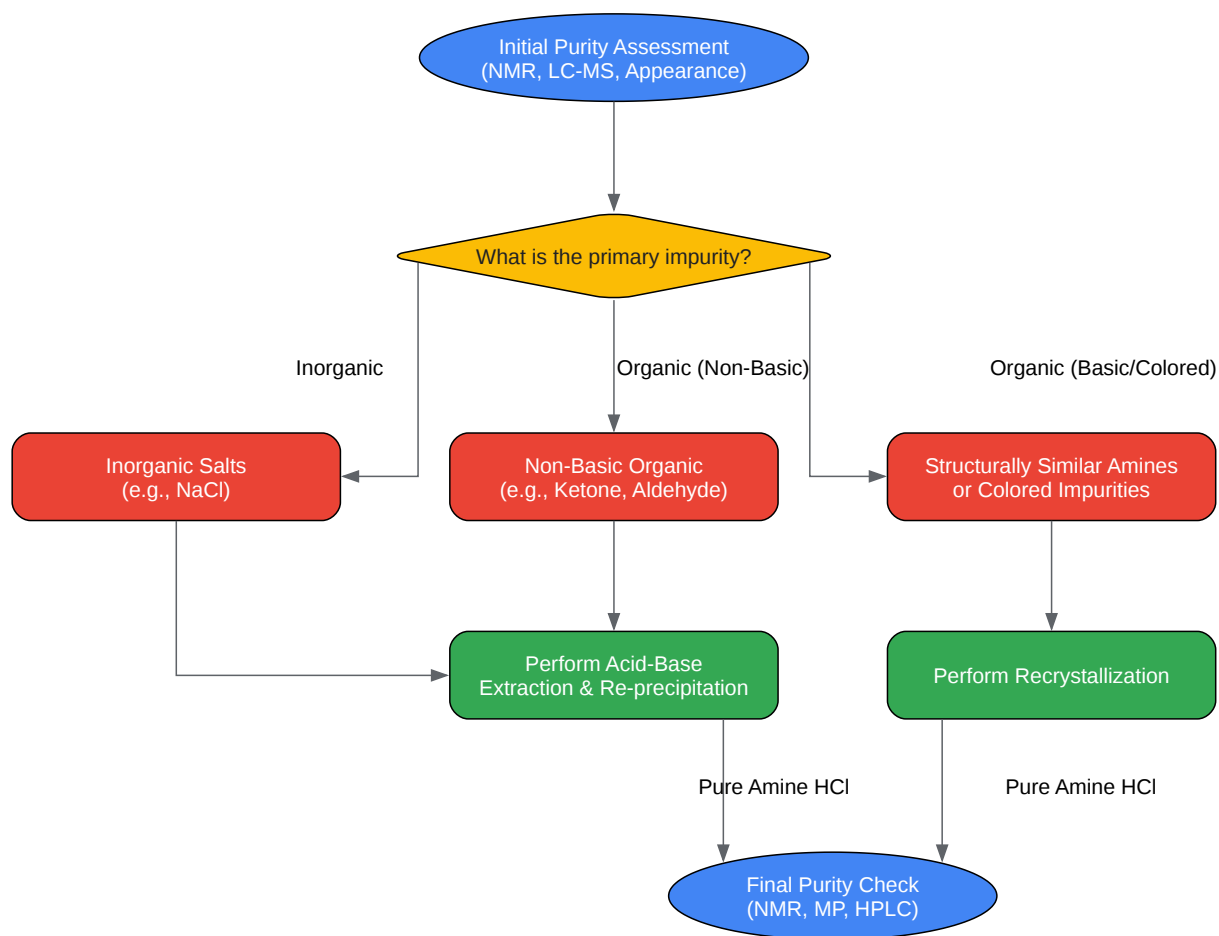 Initial Purity Assessment
(NMR, LC-MS, Appearance)
What is the primary impurity?
Inorganic
Organic (Non-Basic)
Organic (Basic/Colored)
Inorganic Salts
(e.g., NaCl)
Non-Basic Organic
(e.g., Ketone, Aldehyde)
Structurally Similar Amines
or Colored Impurities
Perform Acid-Base
Extraction & Re-precipitation
Perform Recrystallization
Pure Amine HCl
Pure Amine HCl
Final Purity Check
(NMR, MP, HPLC)